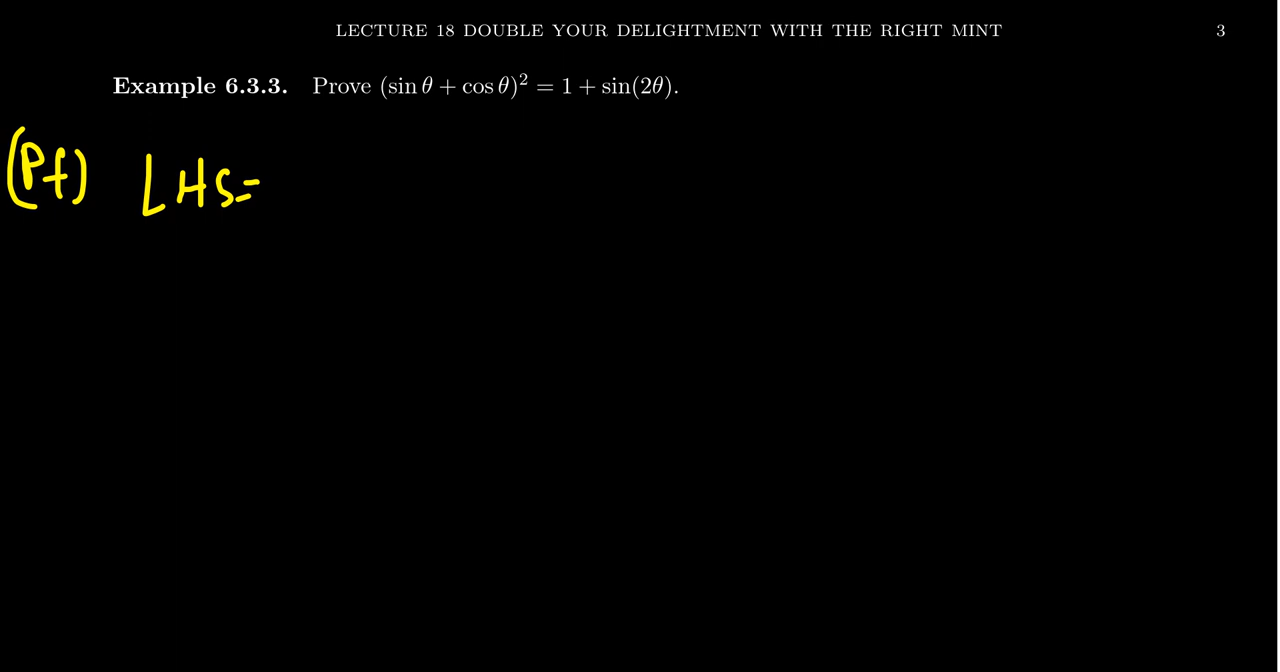 LECTURE 18 DOUBLE YOUR DELIGHTMENT WITH THE RIGHT MINT 3
Example 6.3.3. Prove (sin θ + cos θ)² = 1 + sin(2θ).
(Pf) LHS=